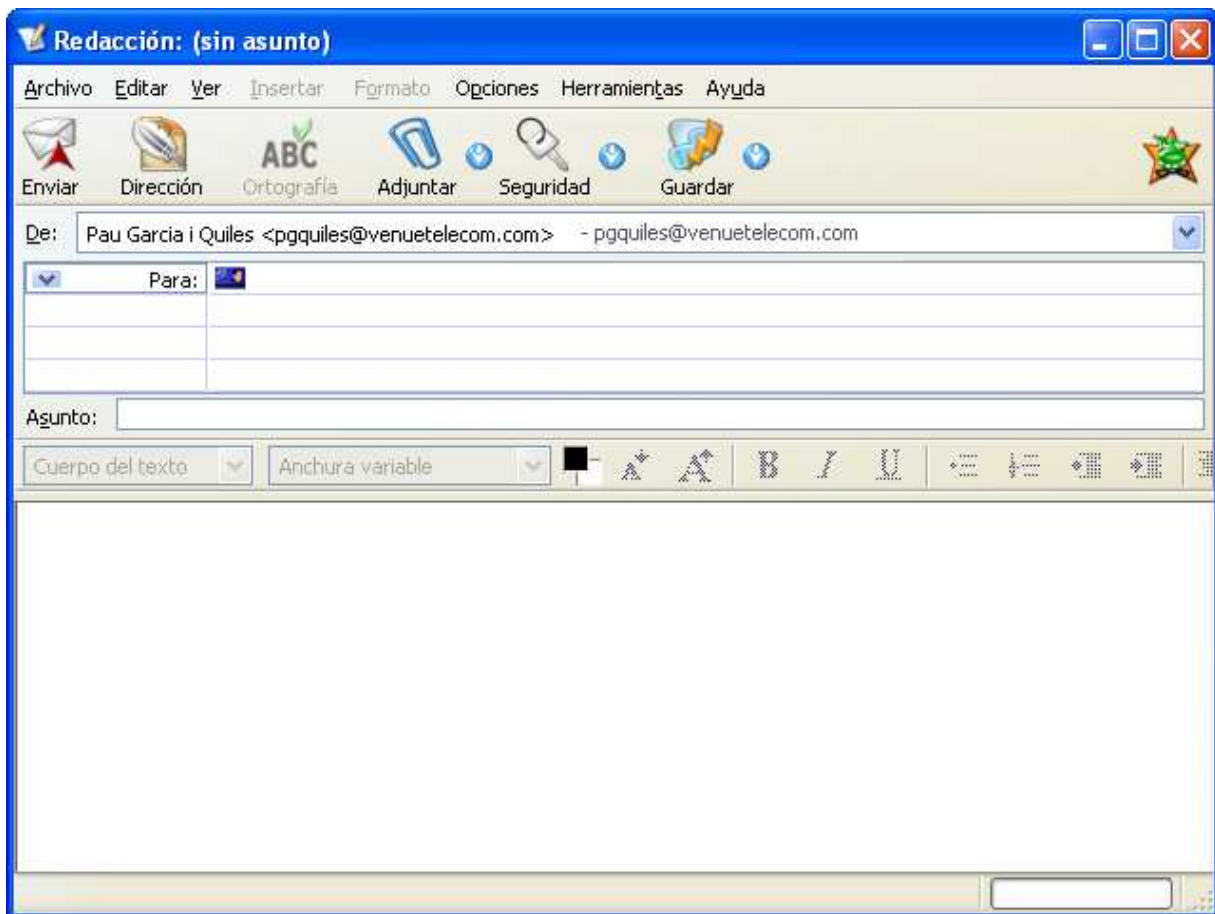 Redacción: (sin asunto)
Archivo Editar Ver Insertar Formato Opciones Herramientas Ayuda
ABC
Enviar Dirección Ortografía Adjuntar Seguridad Guardar
De: Pau Garcia i Quiles <pgquiles@venuetelecom.com> - pgquiles@venuetelecom.com
Para:
Asunto:
Cuerpo del texto Anchura variable A A B I U